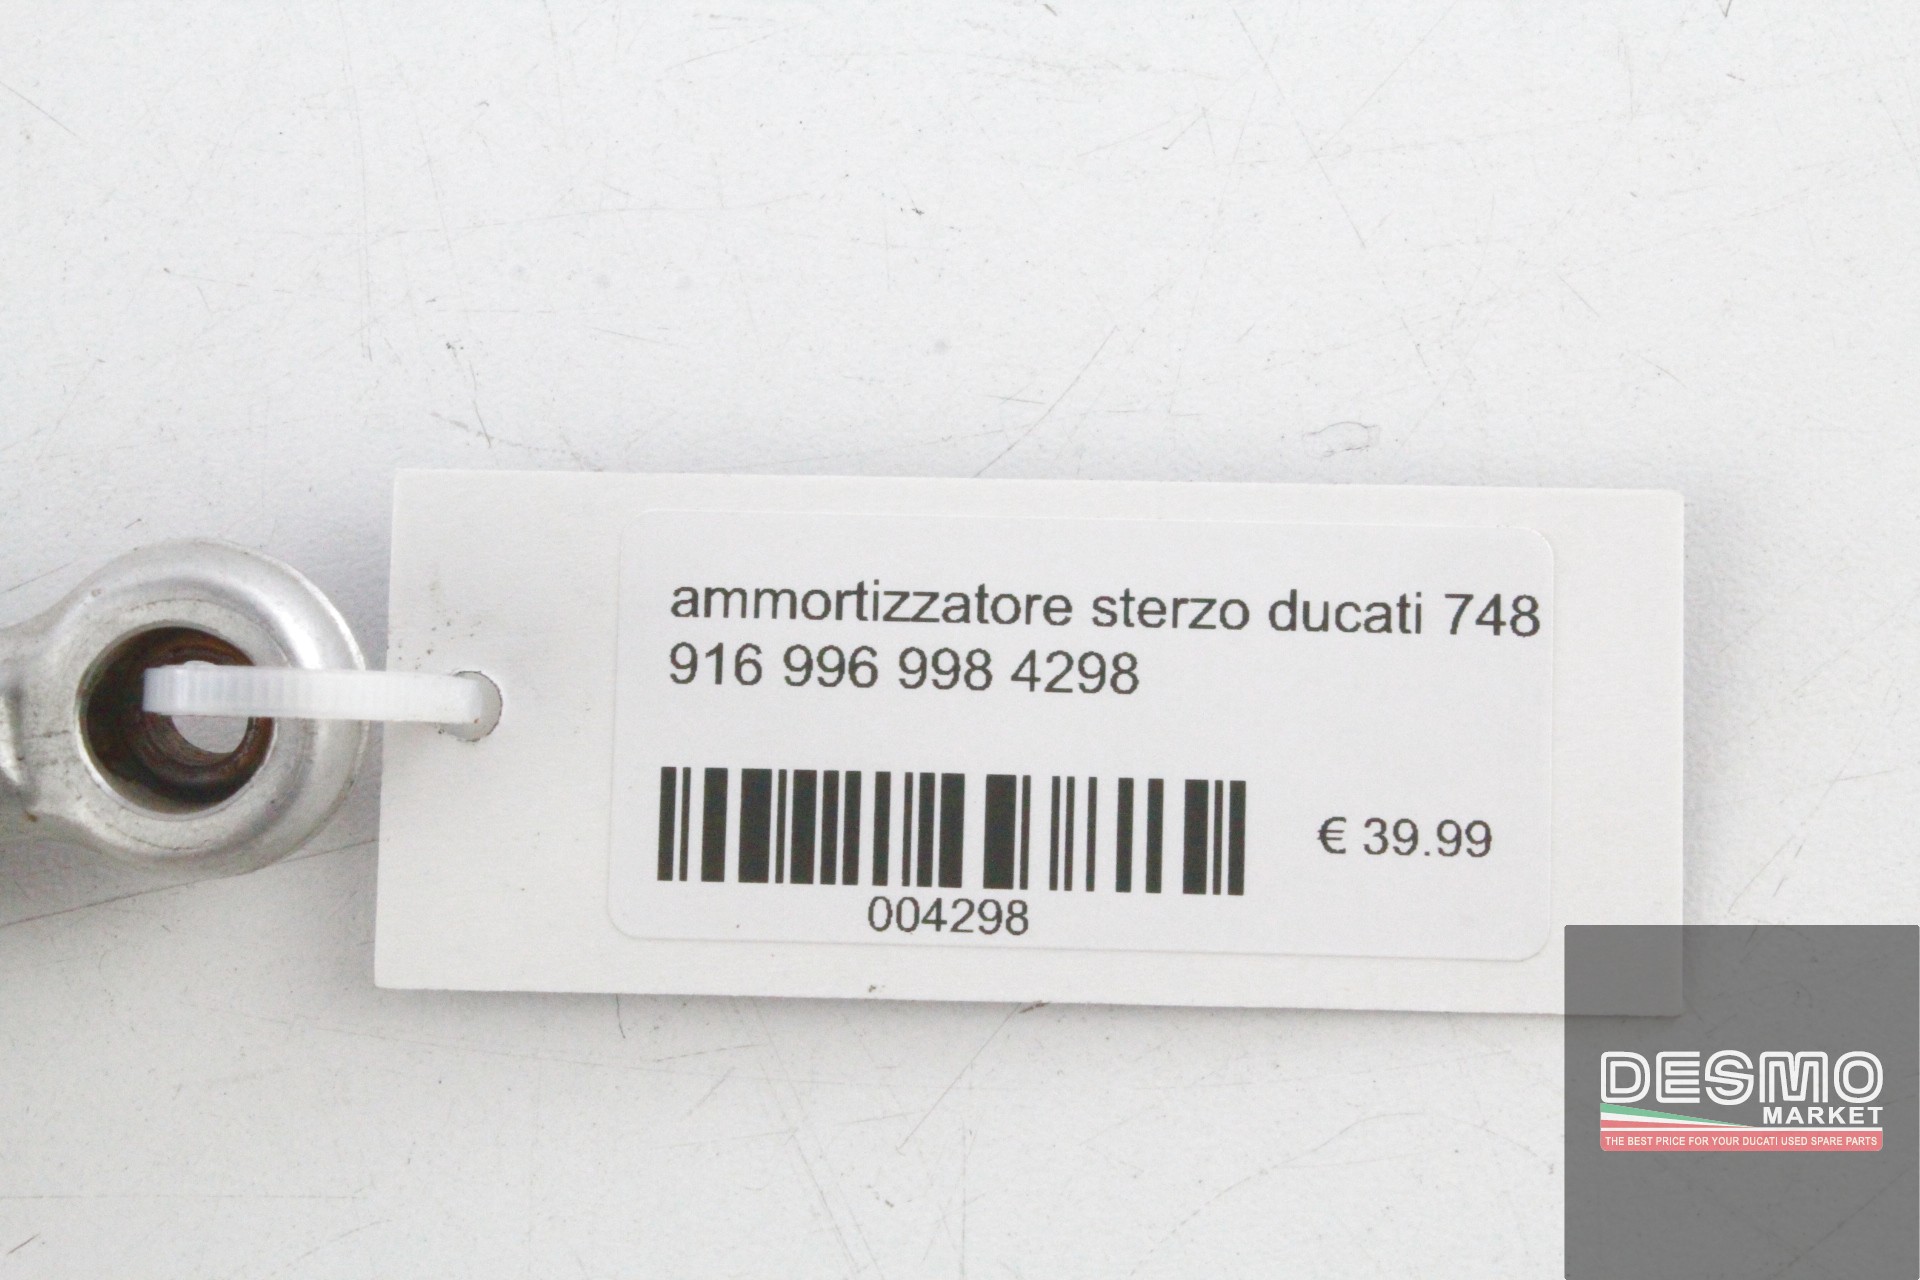 ammortizzatore sterzo ducati 748
916 996 998 4298
€ 39.99
004298
DESMO
MARKET
THE BEST PRICE FOR YOUR DUCATI USED SPARE PARTS